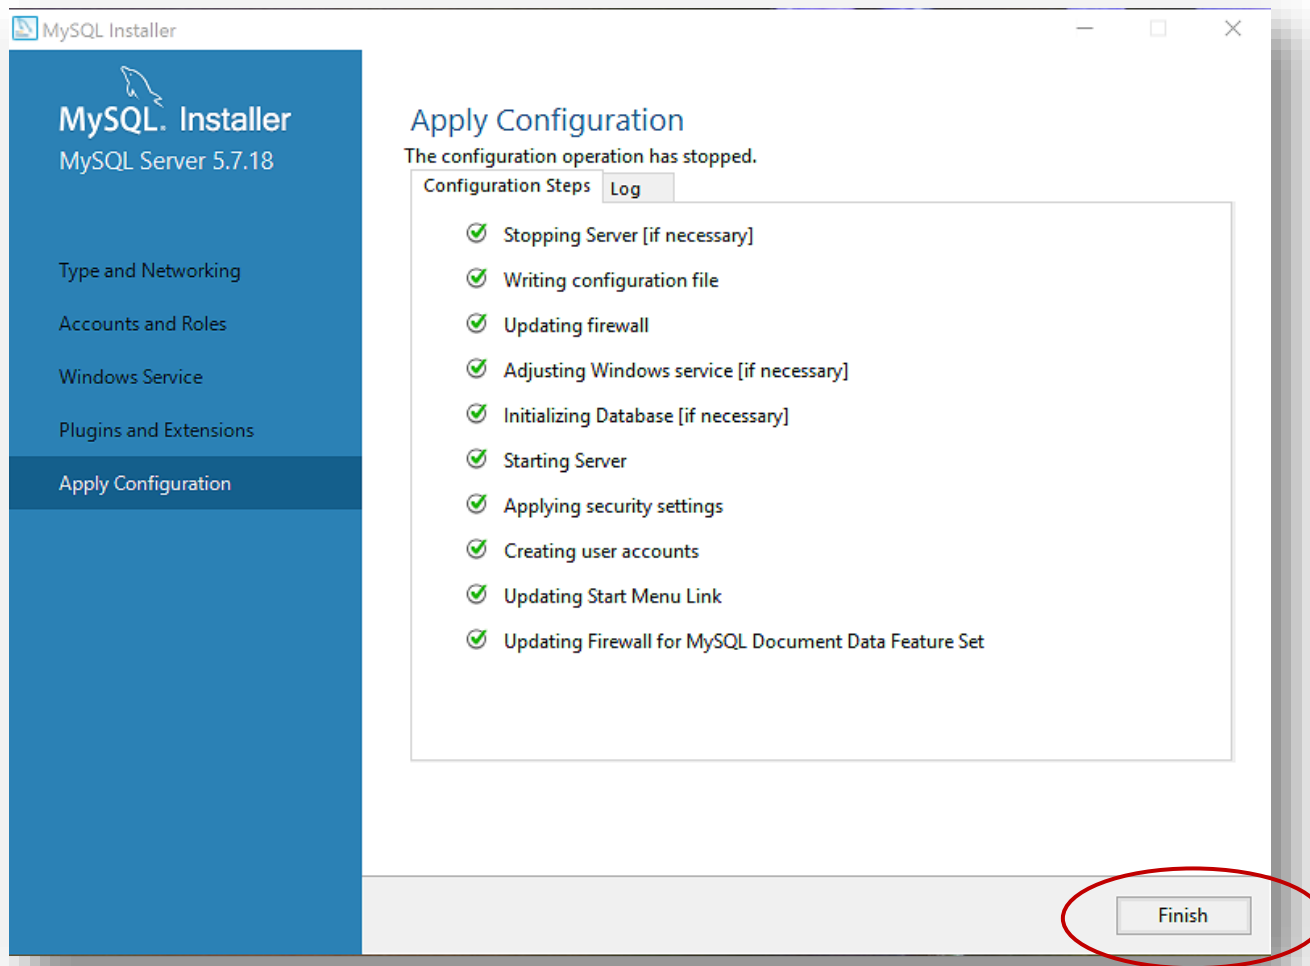 MySQL Installer
MySQL. Installer
MySQL Server 5.7.18
Type and Networking
Accounts and Roles
Windows Service
Plugins and Extensions
Apply Configuration
Apply Configuration
The configuration operation has stopped.
Configuration Steps Log
Stopping Server [if necessary]
Writing configuration file
Updating firewall
Adjusting Windows service [if necessary]
Initializing Database [if necessary]
Starting Server
Applying security settings
Creating user accounts
Updating Start Menu Link
Updating Firewall for MySQL Document Data Feature Set
Finish